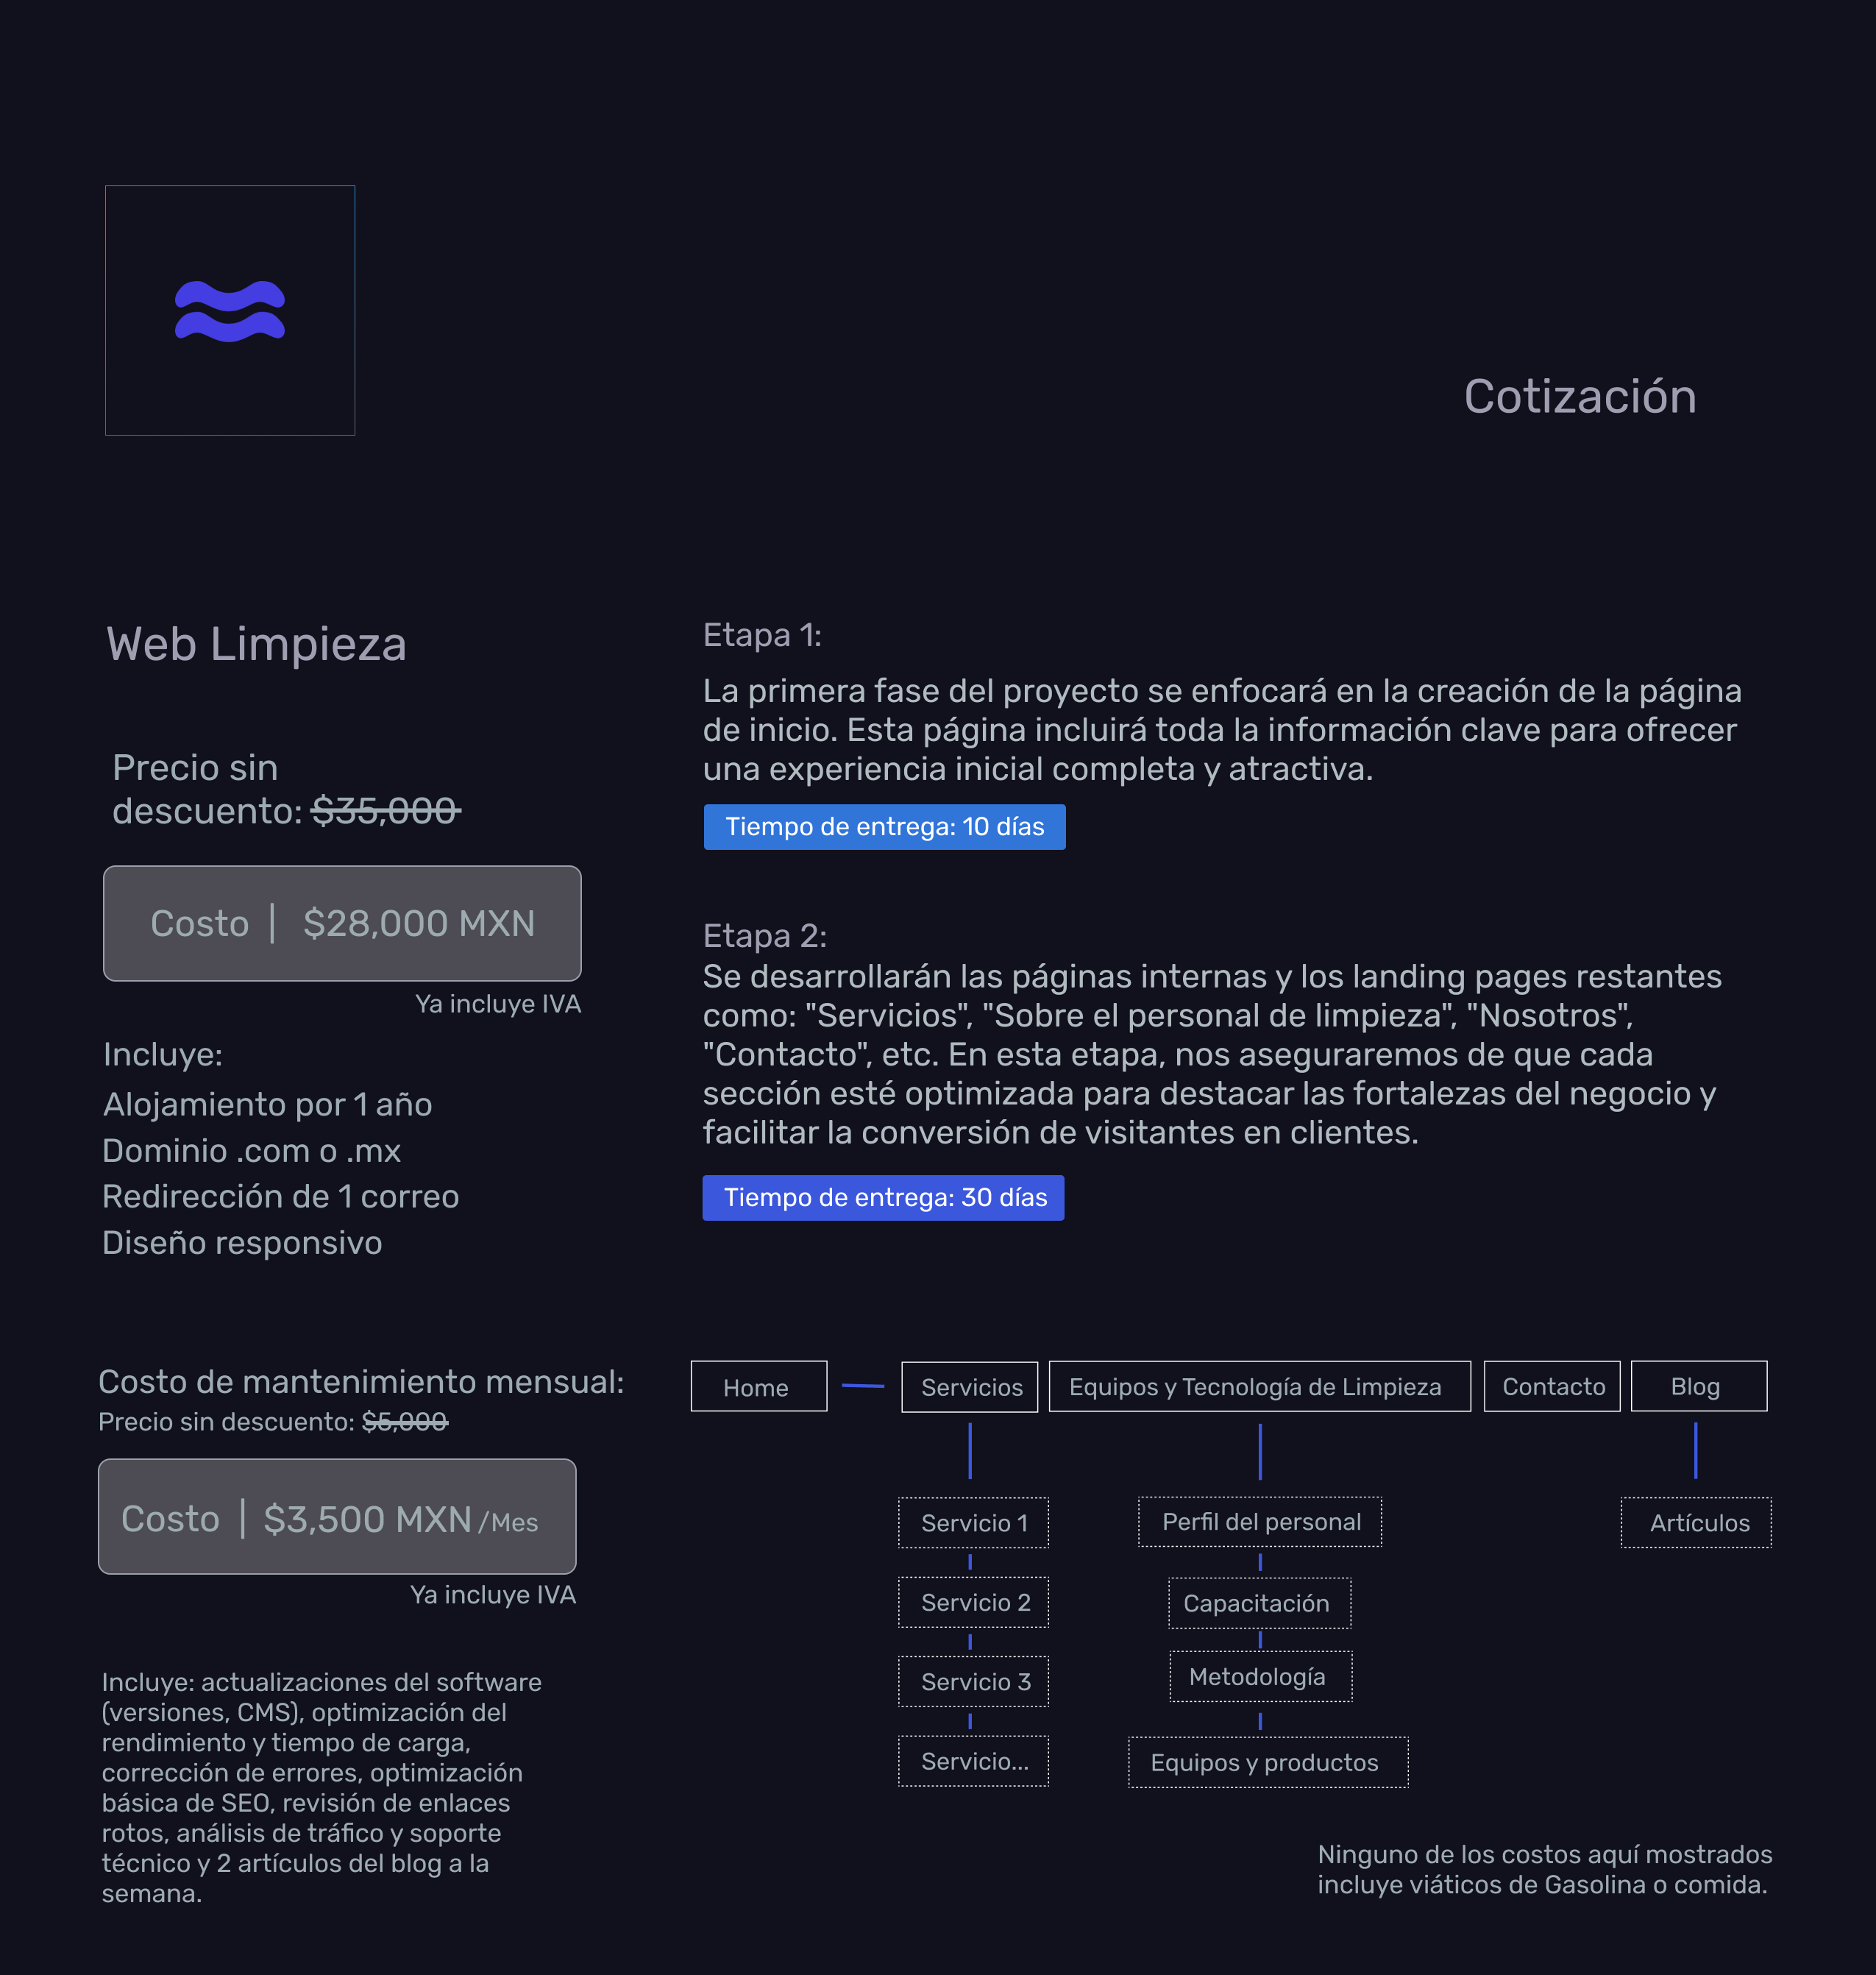 Cotización
Web Limpieza
Precio sin
descuento: $35,000
Costo | $28,000 MXN
Ya incluye IVA
Incluye:
Alojamiento por 1 año
Dominio .com o .mx
Redirección de 1 correo
Diseño responsivo
Costo de mantenimiento mensual:
Precio sin descuento: $5,000
Costo | $3,500 MXN /Mes
Ya incluye IVA
Incluye: actualizaciones del software
(versiones, CMS), optimización del
rendimiento y tiempo de carga,
corrección de errores, optimización
básica de SEO, revisión de enlaces
rotos, análisis de tráfico y soporte
técnico y 2 artículos del blog a la
semana.
Etapa 1:
La primera fase del proyecto se enfocará en la creación de la página
de inicio. Esta página incluirá toda la información clave para ofrecer
una experiencia inicial completa y atractiva.
Tiempo de entrega: 10 días
Etapa 2:
Se desarrollarán las páginas internas y los landing pages restantes
como: "Servicios", "Sobre el personal de limpieza", "Nosotros",
"Contacto", etc. En esta etapa, nos aseguraremos de que cada
sección esté optimizada para destacar las fortalezas del negocio y
facilitar la conversión de visitantes en clientes.
Tiempo de entrega: 30 días
Home
Servicios
Equipos y Tecnología de Limpieza
Contacto
Blog
Servicio 1
Servicio 2
Servicio 3
Servicio...
Perfil del personal
Capacitación
Metodología
Equipos y productos
Artículos
Ninguno de los costos aquí mostrados
incluye viáticos de Gasolina o comida.